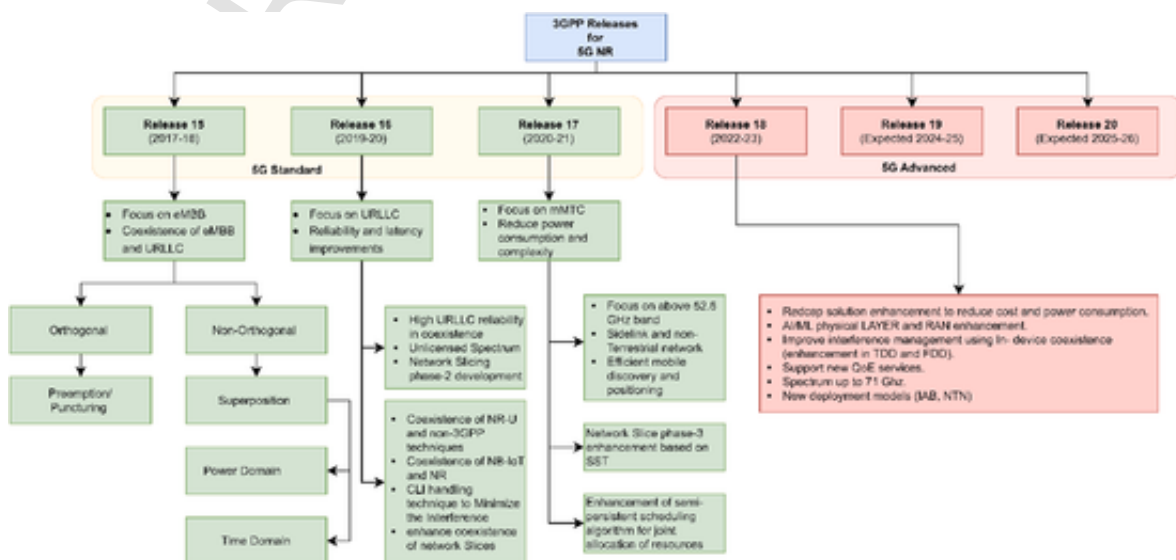 3GPP Releases
for
5G NR
Release 15
(2017-18)
Release 16
(2019-20)
Release 17
(2020-21)
5G Standard
Release 18
(2022-23)
Release 19
(Expected 2024-25)
Release 20
(Expected 2025-26)
5G Advanced
• Focus on eMBB
• Coexistence of eMBB
and URLLC
• Focus on URLLC
• Reliability and latency
improvements
• Focus on mMTC
• Reduce power
consumption and
complexity
Orthogonal
Non-Orthogonal
Preemption/
Puncturing
Superposition
Power Domain
Time Domain
• High URLLC reliability
in coexistence
• Unlicensed Spectrum
• Network Slicing
phase-2 development
• Coexistence of NR-U
and non-3GPP
techniques
• Coexistence of NB-IoT
and NR
• CLI handling
technique to Minimize
the Interference
• enhance coexistence
of network Slices
• Focus on above 52.6
GHz band
• Sidelink and non-
Terrestrial network
• Efficient mobile
discovery and
positioning
Network Slice phase-3
enhancement based on
SST
Enhancement of semi-
persistent scheduling
algorithm for joint
allocation of resources
• Redcap solution enhancement to reduce cost and power consumption.
• AI/ML physical LAYER and RAN enhancement.
• Improve interference management using In- device coexistence
(enhancement in TDD and FDD).
• Support new QoE services.
• Spectrum up to 71 Ghz.
• New deployment models (IAB, NTN)